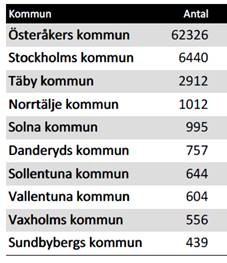 Kommun Antal
Österåkers kommun 62326
Stockholms kommun 6440
Täby kommun 2912
Norrtälje kommun 1012
Solna kommun 995
Danderyds kommun 757
Sollentuna kommun 644
Vallentuna kommun 604
Vaxholms kommun 556
Sundbybergs kommun 439